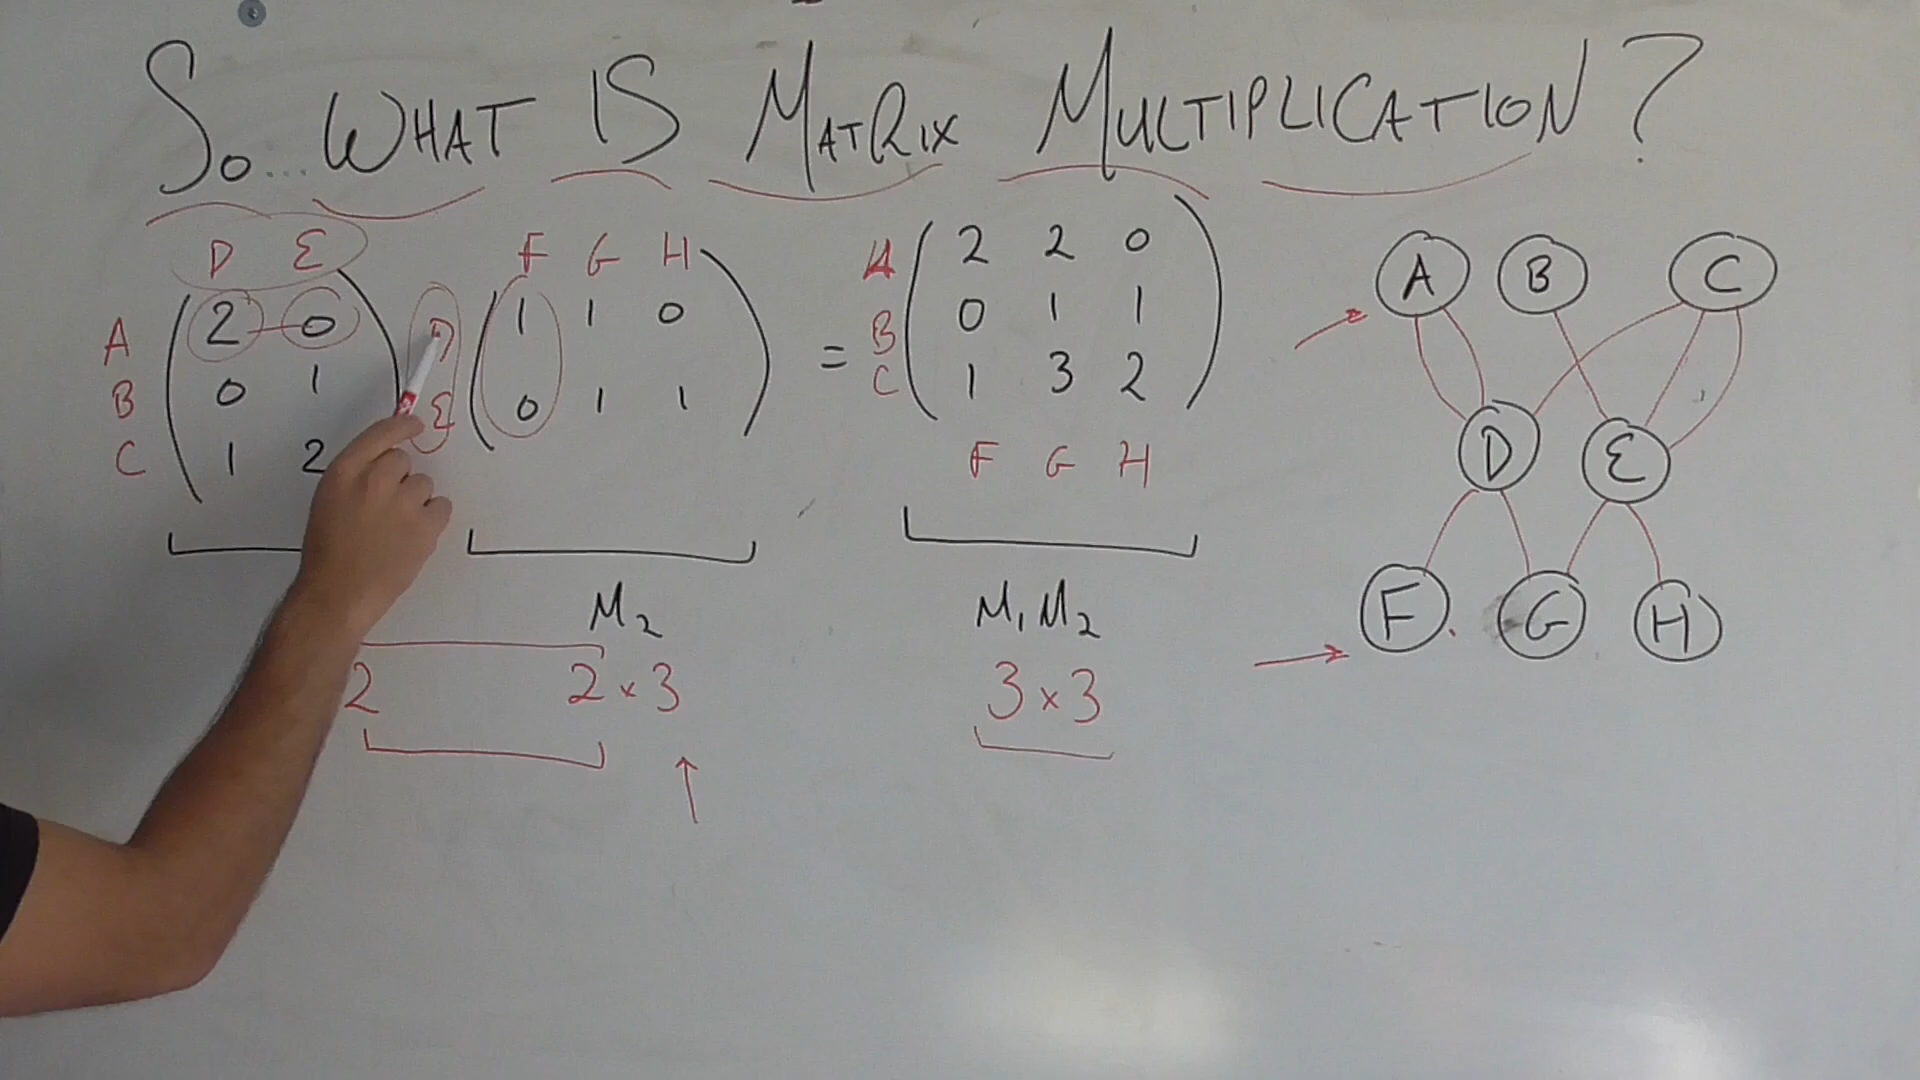 So... WHAT IS MATRIX MULTIPLICATION?
D E
A 2 0
B 0 1
C 1 2
F G H
D 1 1 0
E 0 1 1
=
A 2 2 0
B 0 1 1
C 1 3 2
F G H
M2
M1M2
2
2 x 3
3 x 3
A B C
D E
F G H